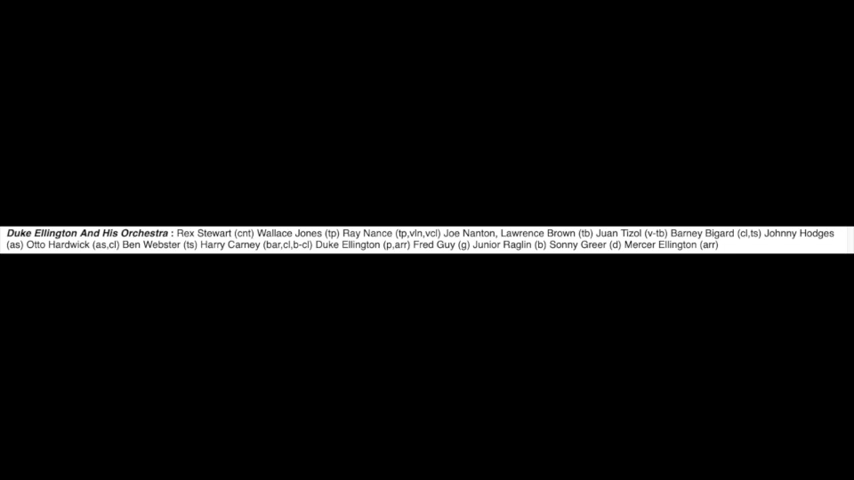 Duke Ellington And His Orchestra : Rex Stewart (cnt) Wallace Jones (tp) Ray Nance (tp,vln,vcl) Joe Nanton, Lawrence Brown (tb) Juan Tizol (v-tb) Barney Bigard (cl,ts) Johnny Hodges
(as) Otto Hardwick (as,cl) Ben Webster (ts) Harry Carney (bar,cl,b-cl) Duke Ellington (p,arr) Fred Guy (g) Junior Raglin (b) Sonny Greer (d) Mercer Ellington (arr)